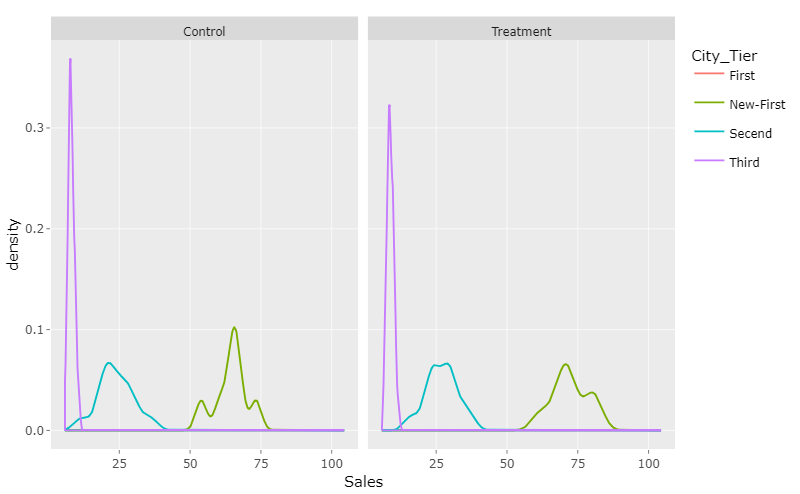 Control
Treatment
City_Tier
First
New-First
Secend
Third
density
0.3
0.2
0.1
0.0
25 50 75 100
25 50 75 100
Sales